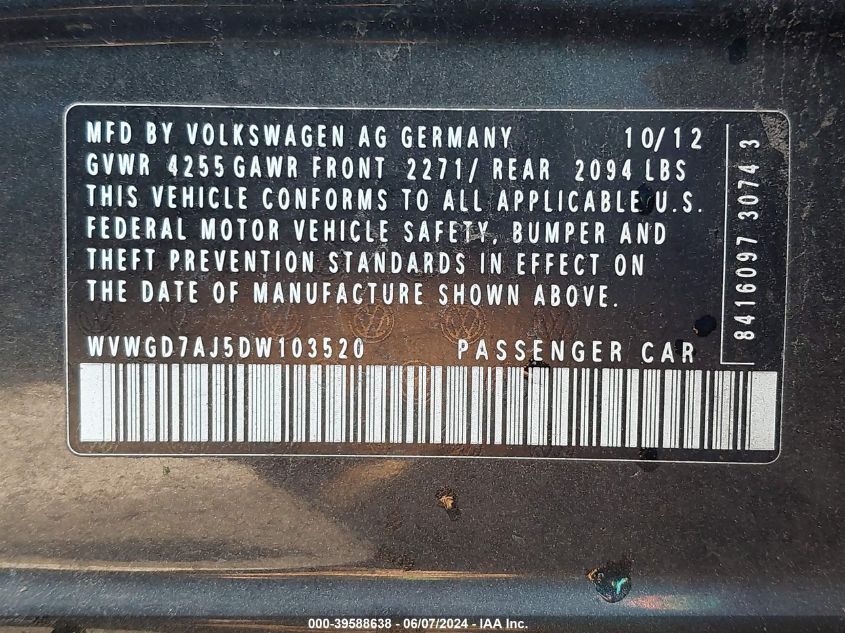 MFD BY VOLKSWAGEN AG GERMANY 10/12
GVWR 4255 GAWR FRONT 2271/ REAR 2094 LBS
THIS VEHICLE CONFORMS TO ALL APPLICABLE U.S.
FEDERAL MOTOR VEHICLE SAFETY, BUMPER AND
THEFT PREVENTION STANDARDS IN EFFECT ON
THE DATE OF MANUFACTURE SHOWN ABOVE.
WVWGD7AJ5DW103520 PASSENGER CAR
8416097 3074 3
000-39588638 - 06/07/2024 - IAA Inc.